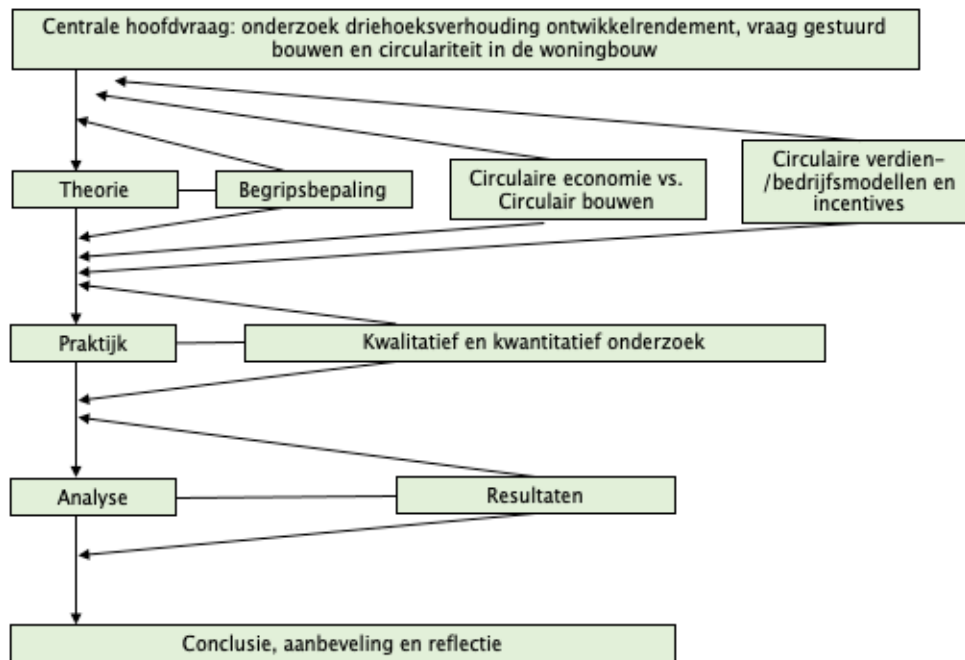 Centrale hoofdvraag: onderzoek driehoeksverhouding ontwikkelrendement, vraag gestuurd
bouwen en circulariteit in de woningbouw
Theorie
Begripsbepaling
Circulaire economie vs.
Circulair bouwen
Circulaire verdien-
/bedrijfsmodellen en
incentives
Praktijk
Kwalitatief en kwantitatief onderzoek
Analyse
Resultaten
Conclusie, aanbeveling en reflectie